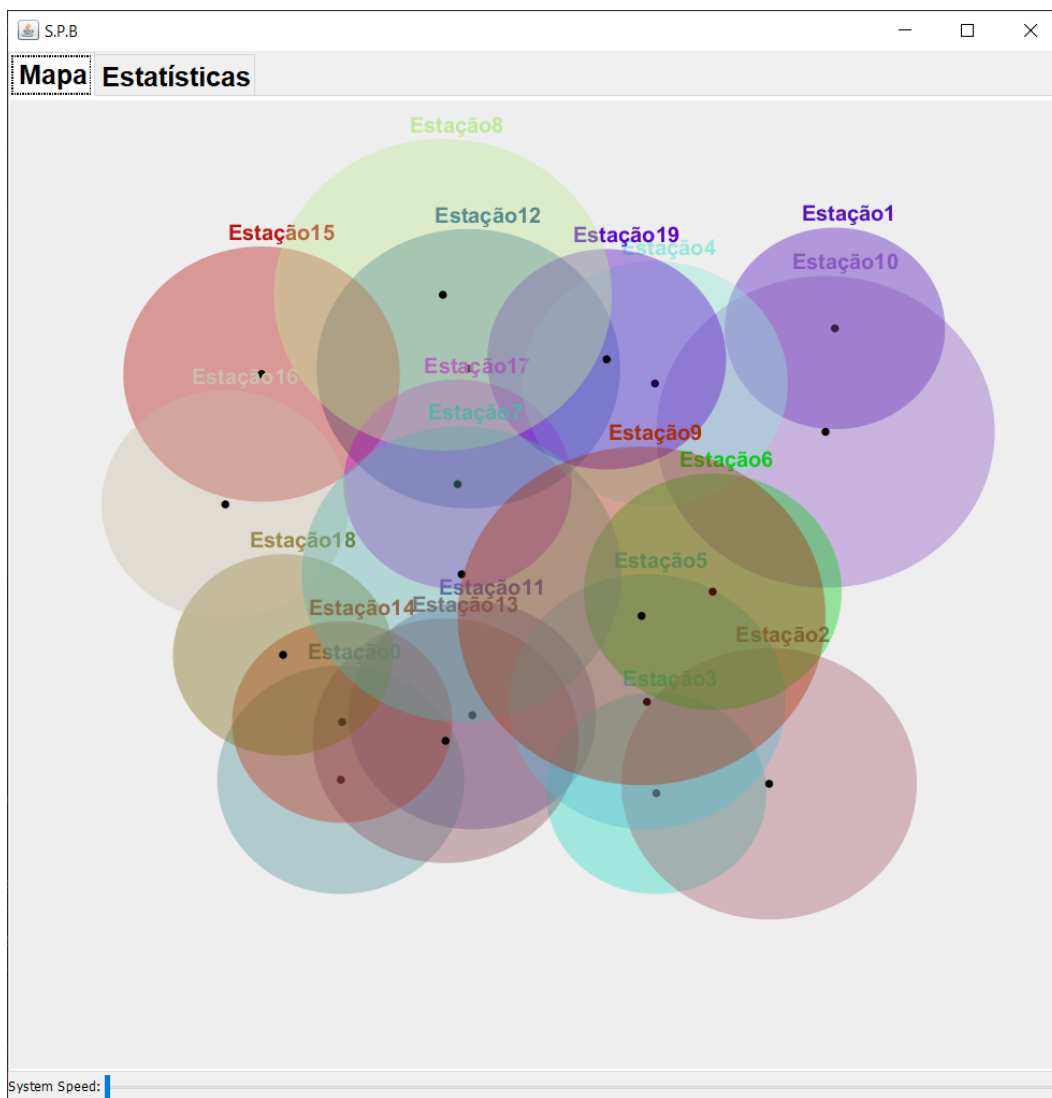 S.P.B
Mapa Estatísticas
Estação8
Estação1
Estação12
Estação15
Estação19
Estação4
Estação10
Estação17
Estação16
Estação7
Estação9
Estação6
Estação18
Estação5
Estação11
Estação13
Estação14
Estação2
Estação0
Estação3
System Speed: